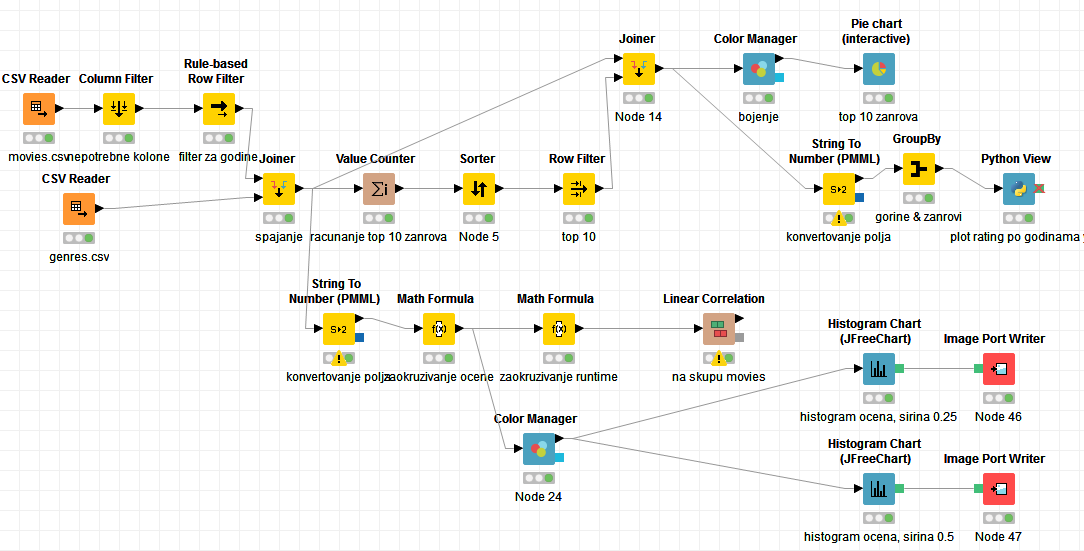 Joiner
Node 14
Color Manager
bojenje
Pie chart
(interactive)
top 10 zanrova
CSV Reader
movies.csv
Column Filter
nepotrebne kolone
Rule-based
Row Filter
filter za godine
CSV Reader
genres.csv
Joiner
spajanje
Value Counter
Σi
racunanje top 10 zanrova
Sorter
Node 5
Row Filter
top 10
String To
Number (PMML)
S▸2
konvertovanje polja
GroupBy
gorine & zanrovi
Python View
plot rating po godinama
String To
Number (PMML)
S▸2
konvertovanje polja
Math Formula
f(x)
zaokruzivanje ocene
Math Formula
f(x)
zaokruzivanje runtime
Linear Correlation
na skupu movies
Color Manager
Node 24
Histogram Chart
(JFreeChart)
histogram ocena, sirina 0.25
Image Port Writer
Node 46
Histogram Chart
(JFreeChart)
histogram ocena, sirina 0.5
Image Port Writer
Node 47